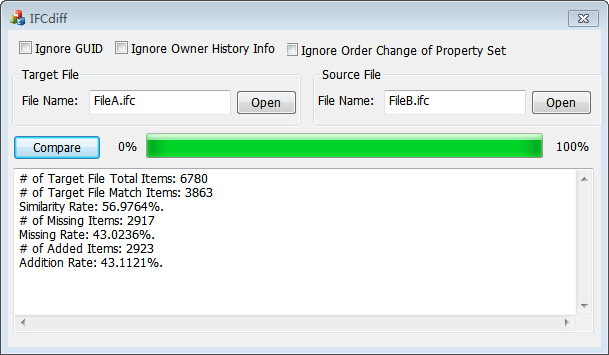 IFCdiff
Ignore GUID Ignore Owner History Info Ignore Order Change of Property Set
Target File Source File
File Name: FileA.ifc Open File Name: FileB.ifc Open
Compare 0% 100%
# of Target File Total Items: 6780
# of Target File Match Items: 3863
Similarity Rate: 56.9764%.
# of Missing Items: 2917
Missing Rate: 43.0236%.
# of Added Items: 2923
Addition Rate: 43.1121%.